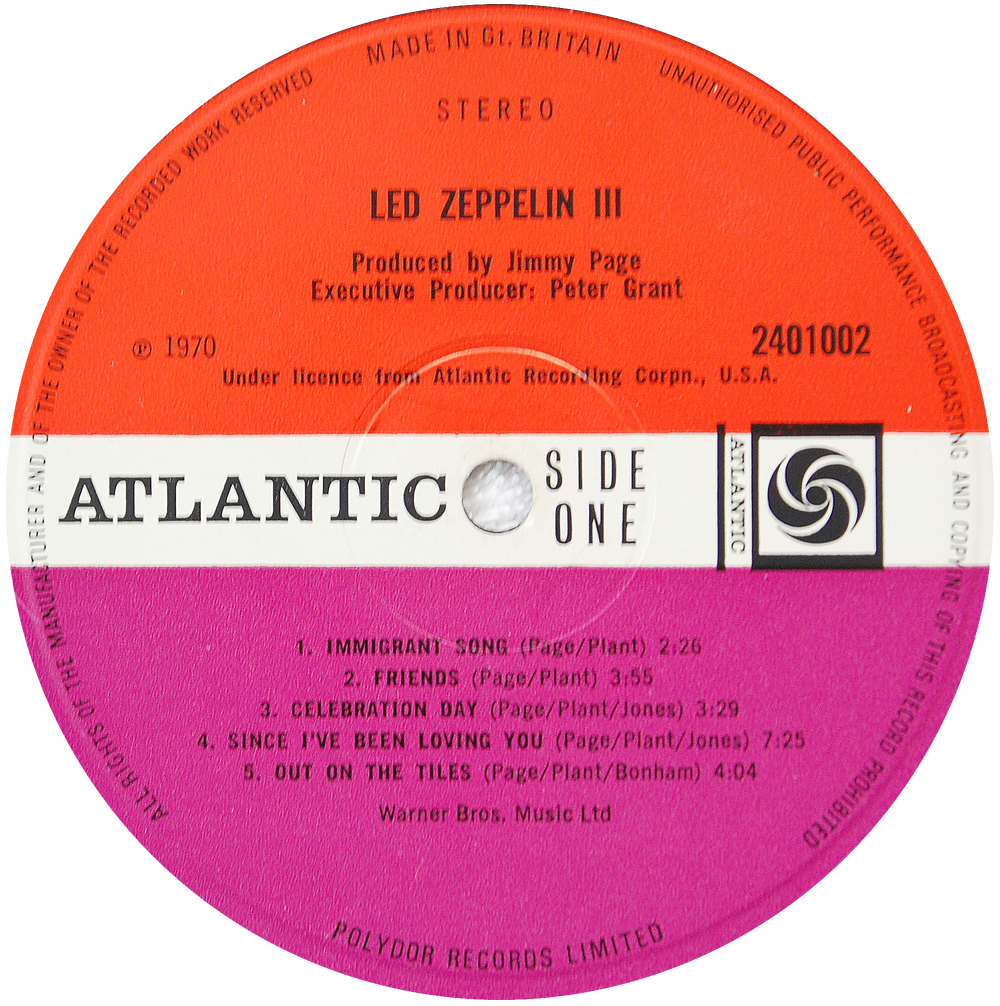 MADE IN Gt. BRITAIN
ALL RIGHTS OF THE MANUFACTURER AND OF THE OWNER OF THE RECORDED WORK RESERVED
UNAUTHORISED PUBLIC PERFORMANCE BROADCASTING AND COPYING OF THIS RECORD PROHIBITED
STEREO
LED ZEPPELIN III
Produced by Jimmy Page
Executive Producer: Peter Grant
℗ 1970
2401002
Under licence from Atlantic Recording Corpn., U.S.A.
ATLANTIC
SIDE
ONE
ATLANTIC
1. IMMIGRANT SONG (Page/Plant) 2:26
2. FRIENDS (Page/Plant) 3:55
3. CELEBRATION DAY (Page/Plant/Jones) 3:29
4. SINCE I'VE BEEN LOVING YOU (Page/Plant/Jones) 7:25
5. OUT ON THE TILES (Page/Plant/Bonham) 4:04
Warner Bros. Music Ltd
POLYDOR RECORDS LIMITED